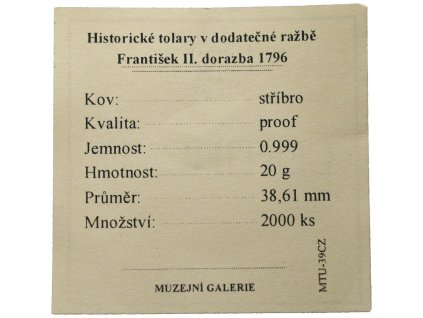 Historické tolary v dodatečné ražbě
František II. dorazba 1796
Kov: stříbro
Kvalita: proof
Jemnost: 0.999
Hmotnost: 20 g
Průměr: 38,61 mm
Množství: 2000 ks
MUZEJNÍ GALERIE
MTU-39CZ